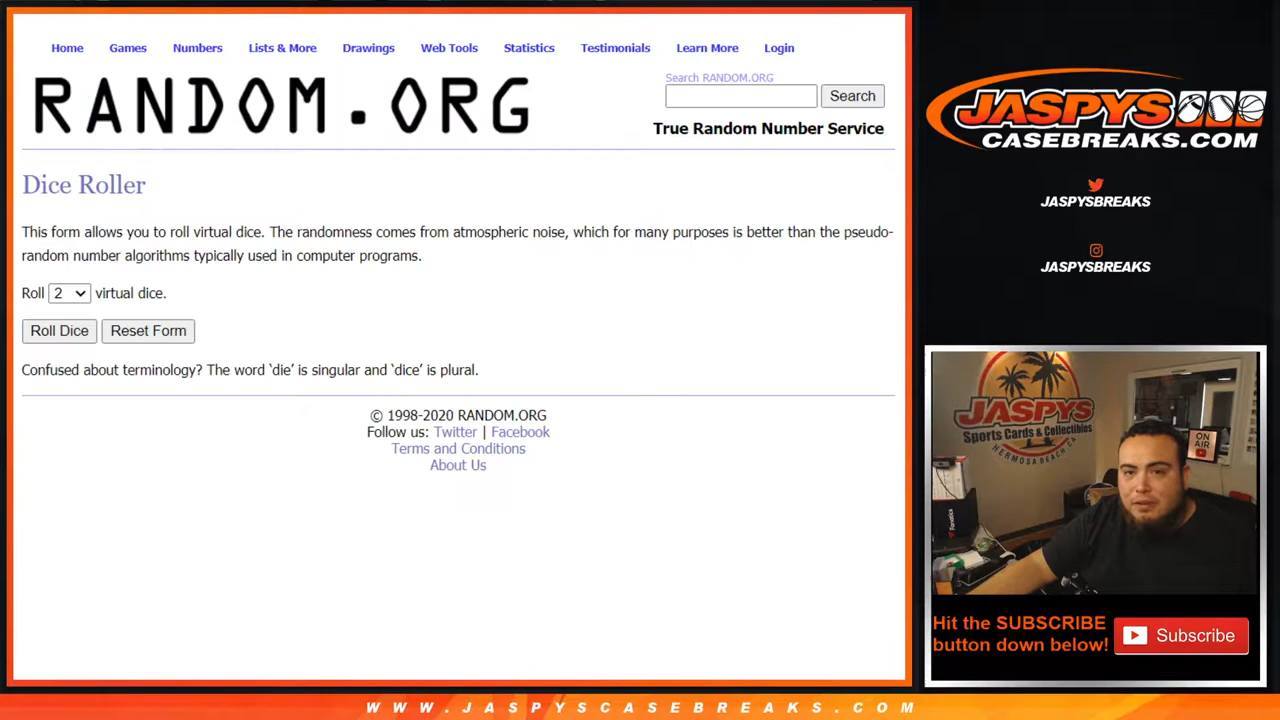 Home Games Numbers Lists & More Drawings Web Tools Statistics Testimonials Learn More Login
RANDOM.ORG
Search RANDOM.ORG
Search
True Random Number Service
Dice Roller
This form allows you to roll virtual dice. The randomness comes from atmospheric noise, which for many purposes is better than the pseudo-
random number algorithms typically used in computer programs.
Roll 2 virtual dice.
Roll Dice Reset Form
Confused about terminology? The word ‘die’ is singular and ‘dice’ is plural.
© 1998-2020 RANDOM.ORG
Follow us: Twitter | Facebook
Terms and Conditions
About Us
JASPYS
CASEBREAKS.COM
JASPYSBREAKS
JASPYSBREAKS
JASPYS
Sports Cards & Collectibles
HERMOSA BEACH CA
ON
AIR
Fanatics
Hit the SUBSCRIBE
button down below!
Subscribe
WWW.JASPYSCASEBREAKS.COM